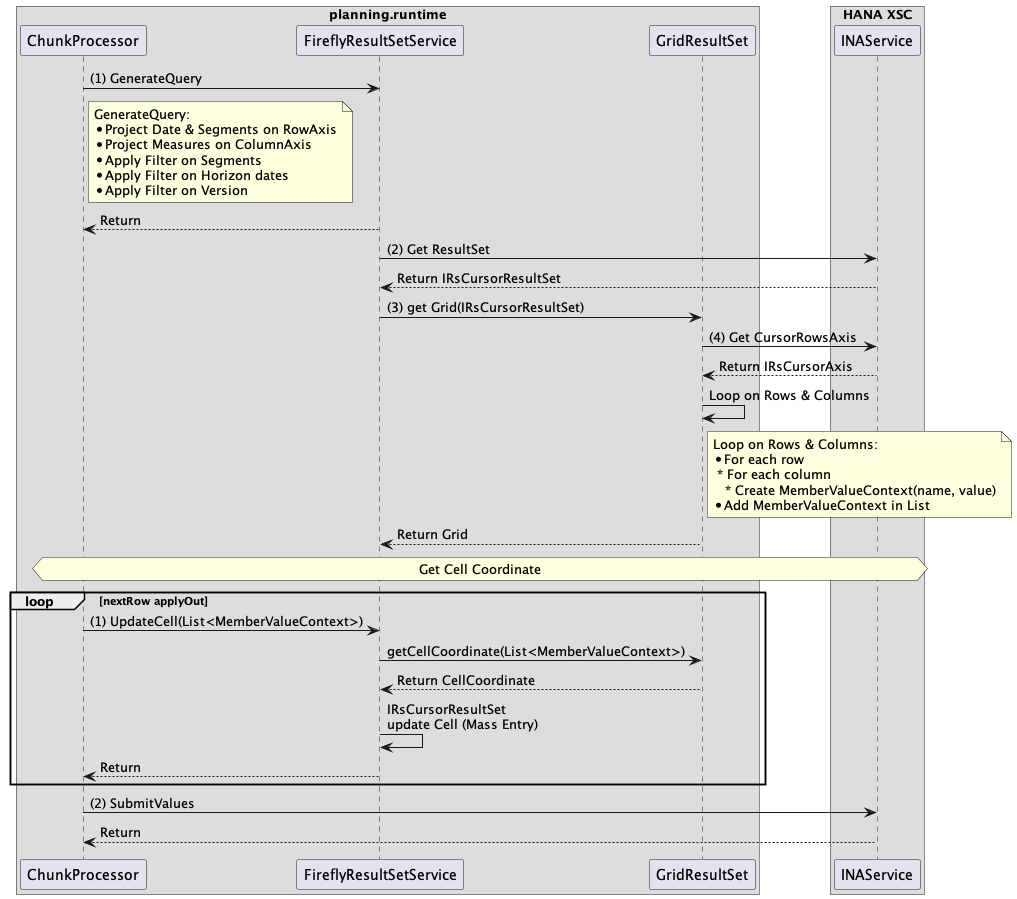 planning.runtime
HANA XSC
ChunkProcessor
FireflyResultSetService
GridResultSet
INAService
(1) GenerateQuery
GenerateQuery:
• Project Date & Segments on RowAxis
• Project Measures on ColumnAxis
• Apply Filter on Segments
• Apply Filter on Horizon dates
• Apply Filter on Version
Return
(2) Get ResultSet
Return IRsCursorResultSet
(3) get Grid(IRsCursorResultSet)
(4) Get CursorRowsAxis
Return IRsCursorAxis
Loop on Rows & Columns
Loop on Rows & Columns:
• For each row
* For each column
* Create MemberValueContext(name, value)
• Add MemberValueContext in List
Return Grid
Get Cell Coordinate
loop
[nextRow applyOut]
(1) UpdateCell(List<MemberValueContext>)
getCellCoordinate(List<MemberValueContext>)
Return CellCoordinate
IRsCursorResultSet
update Cell (Mass Entry)
Return
(2) SubmitValues
Return
ChunkProcessor
FireflyResultSetService
GridResultSet
INAService